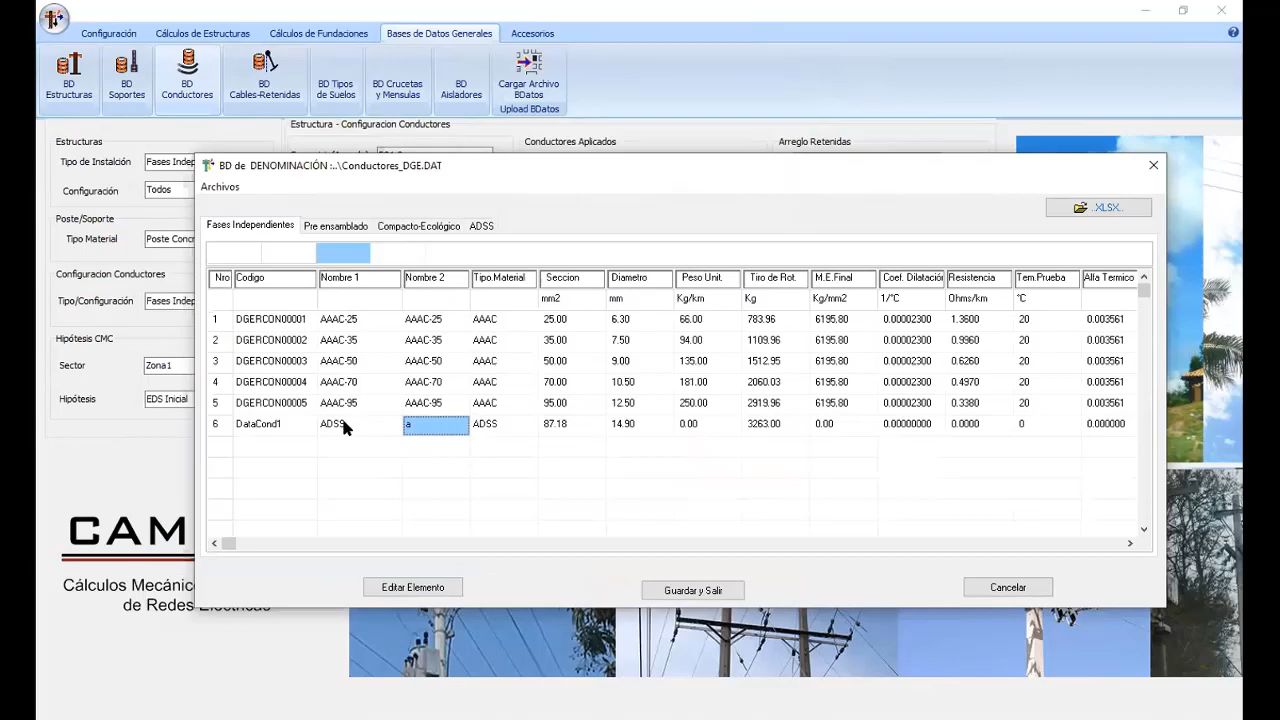 Configuración Cálculos de Estructuras Cálculos de Fundaciones Bases de Datos Generales Accesorios
BD Estructuras
BD Soportes
BD Conductores
BD Cables-Retenidas
BD Tipos de Suelos
BD Crucetas y Mensulas
BD Aisladores
Cargar Archivo BDatos
Upload BDatos
Estructura - Configuracion Conductores
Estructuras
Conductores Aplicados
Arreglo Retenidas
Tipo de Instalción Fases Indep
Configuración Todos
Poste/Soporte
Tipo Material Poste Conc
Configuracion Conductores
Tipo/Configuración Fases Indep
Hipótesis CMC
Sector Zona1
Hipótesis EDS Inicial
BD de DENOMINACIÓN :..\Conductores_DGE.DAT
Archivos
..XLSX..
Fases Independientes Pre ensamblado Compacto-Ecológico ADSS
Nro Codigo Nombre 1 Nombre 2 Tipo.Material Seccion Diametro Peso Unit. Tiro de Rot. M.E.Final Coef. Dilatació Resistencia Tem.Prueba Alfa Termico
mm2 mm Kg/km Kg Kg/mm2 1/°C Ohms/km °C
1 DGERCON00001 AAAC-25 AAAC-25 AAAC 25.00 6.30 66.00 783.96 6195.80 0.00002300 1.3600 20 0.003561
2 DGERCON00002 AAAC-35 AAAC-35 AAAC 35.00 7.50 94.00 1109.96 6195.80 0.00002300 0.9960 20 0.003561
3 DGERCON00003 AAAC-50 AAAC-50 AAAC 50.00 9.00 135.00 1512.95 6195.80 0.00002300 0.6260 20 0.003561
4 DGERCON00004 AAAC-70 AAAC-70 AAAC 70.00 10.50 181.00 2060.03 6195.80 0.00002300 0.4970 20 0.003561
5 DGERCON00005 AAAC-95 AAAC-95 AAAC 95.00 12.50 250.00 2919.96 6195.80 0.00002300 0.3380 20 0.003561
6 DataCond1 ADSS a ADSS 87.18 14.90 0.00 3263.00 0.00 0.00000000 0.0000 0 0.000000
Editar Elemento Guardar y Salir Cancelar
CAM
Cálculos Mecánic
de Redes Eléctricas